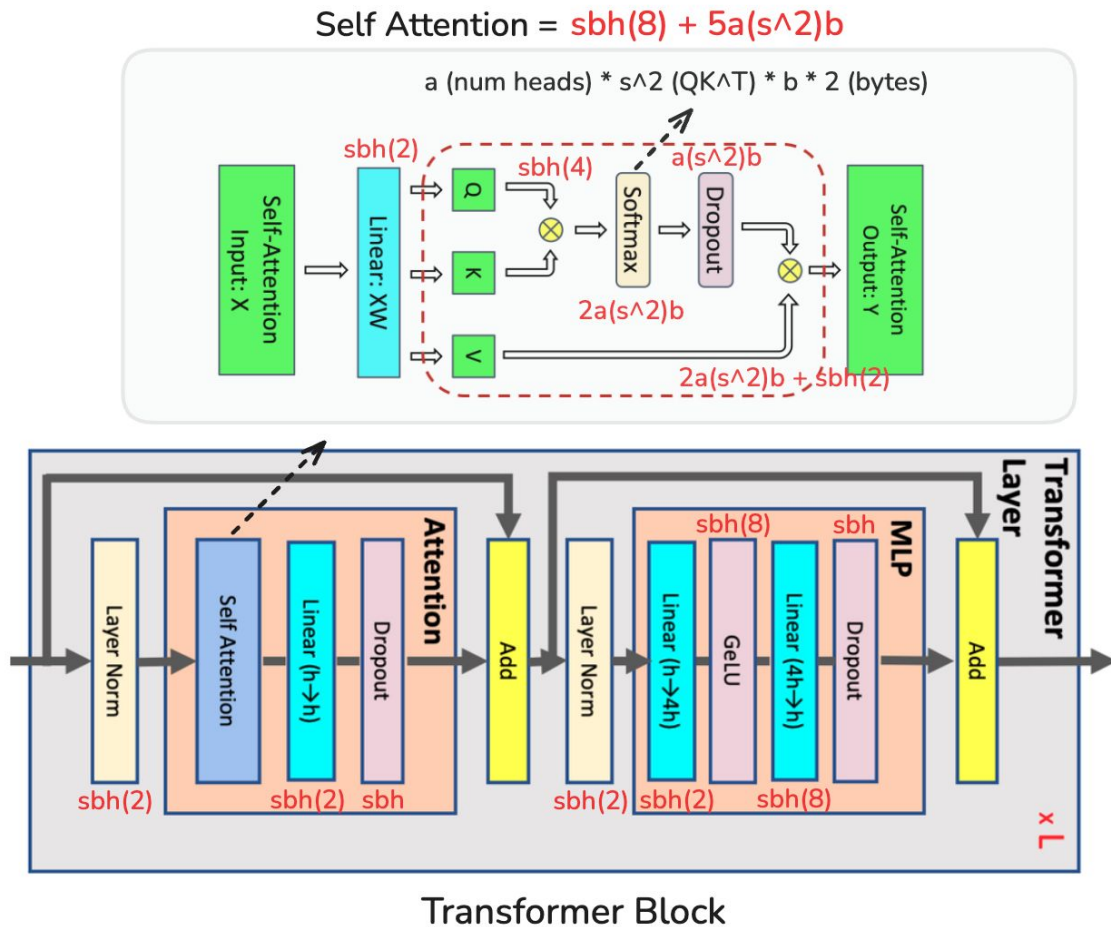 Self Attention = sbh(8) + 5a(s^2)b
a (num heads) * s^2 (QK^T) * b * 2 (bytes)
sbh(2)
sbh(4)
a(s^2)b
Self-Attention
Input: X
Linear: XW
Q
K
V
Softmax
Dropout
Self-Attention
Output: Y
2a(s^2)b
2a(s^2)b + sbh(2)
Transformer
Layer
Attention
MLP
sbh(8)
sbh
Layer Norm
Self Attention
Linear (h→h)
Dropout
Add
Layer Norm
Linear (h→4h)
GeLU
Linear (4h→h)
Dropout
Add
sbh(2)
sbh(2)
sbh
sbh(2)
sbh(2)
sbh(8)
x L
Transformer Block